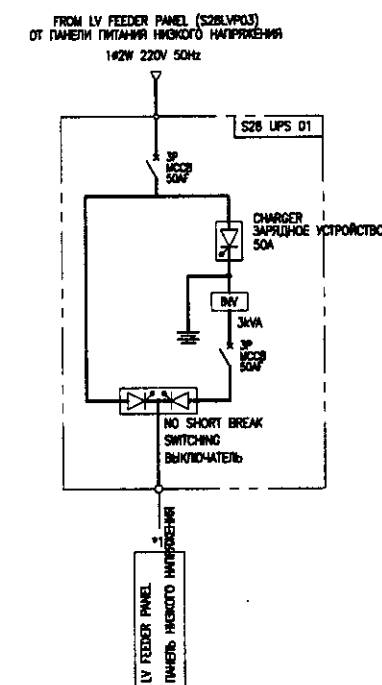 FROM LV FEEDER PANEL (S28LVP03)
ОТ ПАНЕЛИ ПИТАНИЯ НИЗКОГО НАПРЯЖЕНИЯ
1#2W 220V 50Hz
S28 UPS 01
3P
MCCB
50AF
CHARGER
ЗАРЯДНОЕ УСТРОЙСТВО
50A
INV
3kVA
3P
MCCB
50AF
NO SHORT BREAK
SWITCHING
ВЫКЛЮЧАТЕЛЬ
*1
LV FEEDER PANEL
ПАНЕЛЬ НИЗКОГО НАПРЯЖЕНИЯ